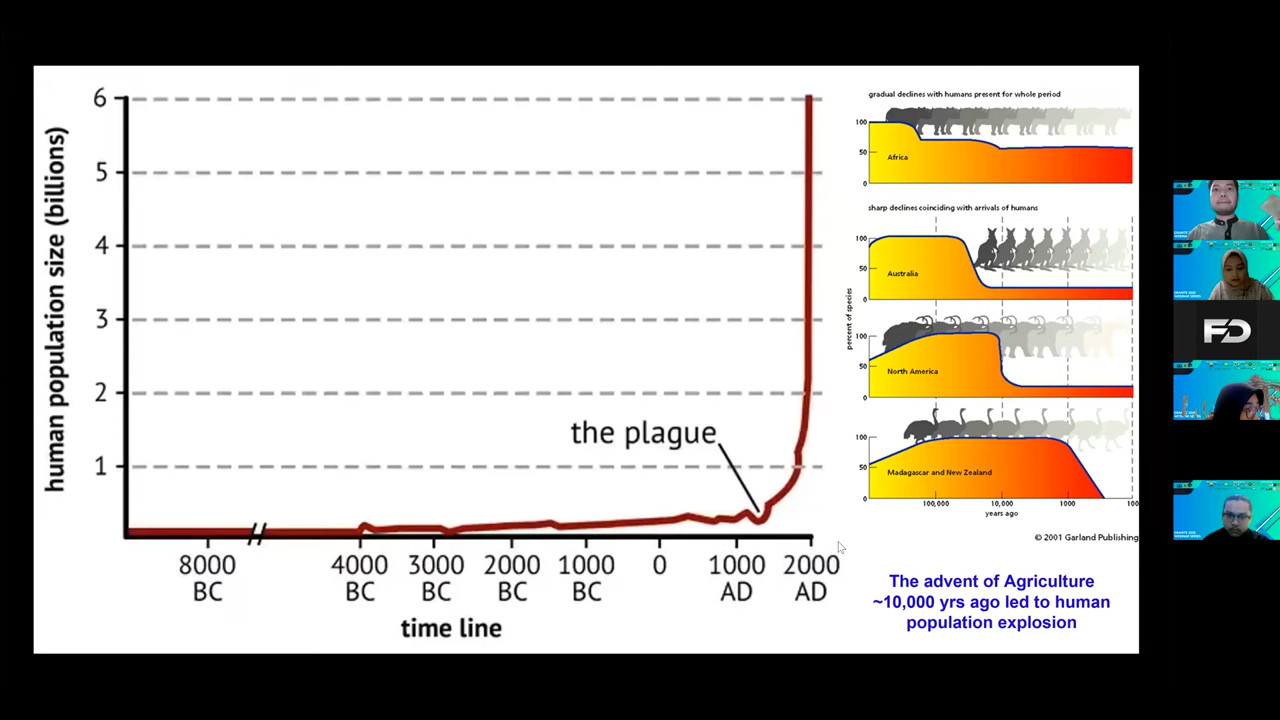 6
5
4
3
2
1
human population size (billions)
the plague
8000 4000 3000 2000 1000 0 1000 2000
BC BC BC BC BC AD AD
time line
gradual declines with humans present for whole period
100
50
0
Africa
sharp declines coinciding with arrivals of humans
100
50
0
Australia
percent of species
100
50
0
North America
100
50
0
Madagascar and New Zealand
100,000 10,000 1000 100
years ago
© 2001 Garland Publishing
The advent of Agriculture
~10,000 yrs ago led to human
population explosion
FD